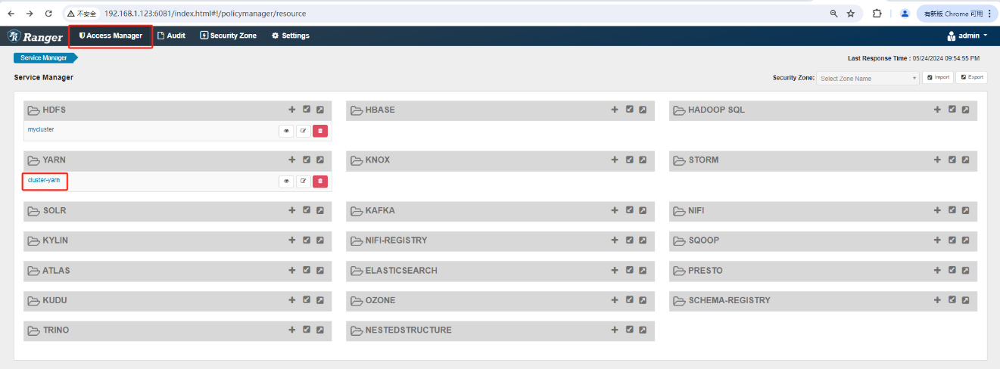 不安全 192.168.1.123:6081/index.html#!/policymanager/resource 有新版 Chrome 可用
Ranger Access Manager Audit Security Zone Settings admin
Service Manager Last Response Time : 05/24/2024 09:54:55 PM
Service Manager Security Zone: Select Zone Name Import Export
HDFS HBASE HADOOP SQL
mycluster
YARN KNOX STORM
cluster-yarn
SOLR KAFKA NIFI
KYLIN NIFI-REGISTRY SQOOP
ATLAS ELASTICSEARCH PRESTO
KUDU OZONE SCHEMA-REGISTRY
TRINO NESTEDSTRUCTURE